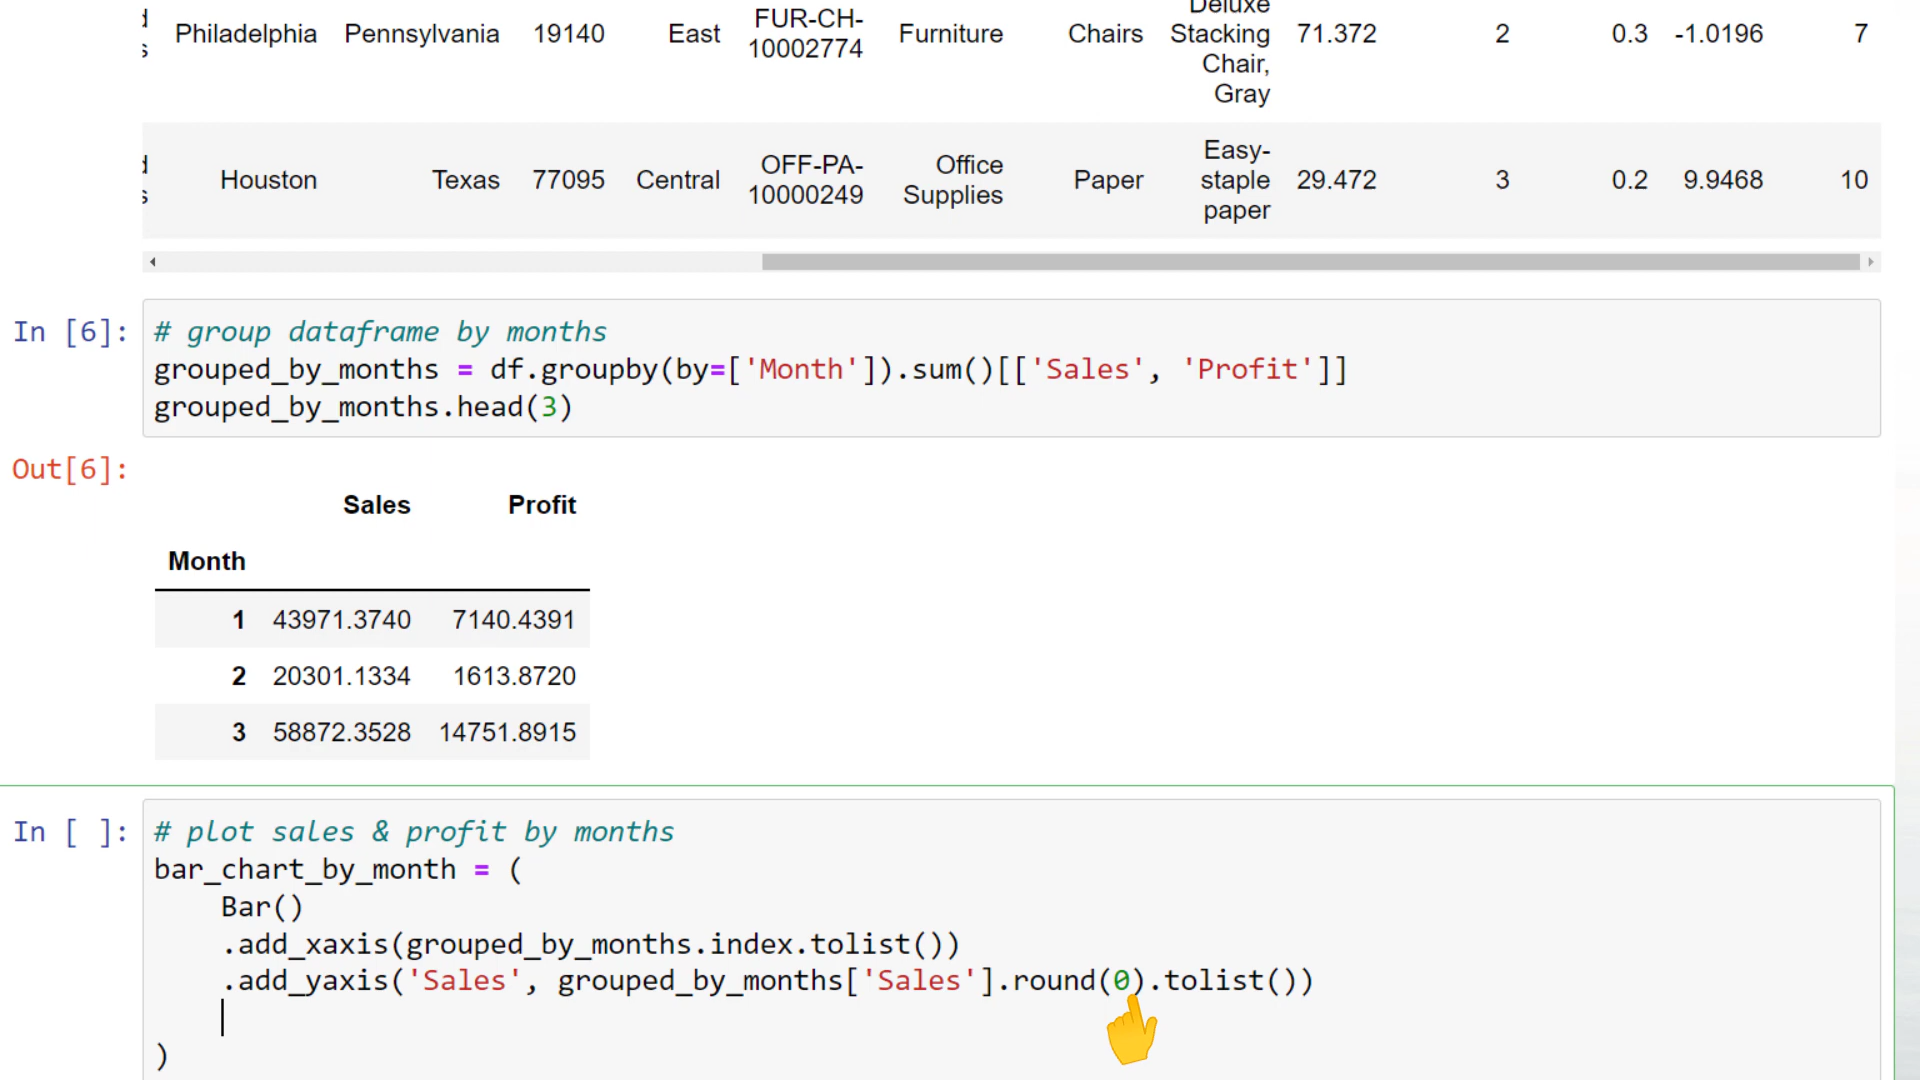 d
s
Philadelphia Pennsylvania 19140 East FUR-CH-10002774 Furniture Chairs Deluxe Stacking Chair, Gray 71.372 2 0.3 -1.0196 7
d
s
Houston Texas 77095 Central OFF-PA-10000249 Office Supplies Paper Easy-staple paper 29.472 3 0.2 9.9468 10
In [6]: # group dataframe by months
grouped_by_months = df.groupby(by=['Month']).sum()[['Sales', 'Profit']]
grouped_by_months.head(3)
Out[6]:
Sales Profit
Month
1 43971.3740 7140.4391
2 20301.1334 1613.8720
3 58872.3528 14751.8915
In [ ]: # plot sales & profit by months
bar_chart_by_month = (
    Bar()
    .add_xaxis(grouped_by_months.index.tolist())
    .add_yaxis('Sales', grouped_by_months['Sales'].round(0).tolist())
)